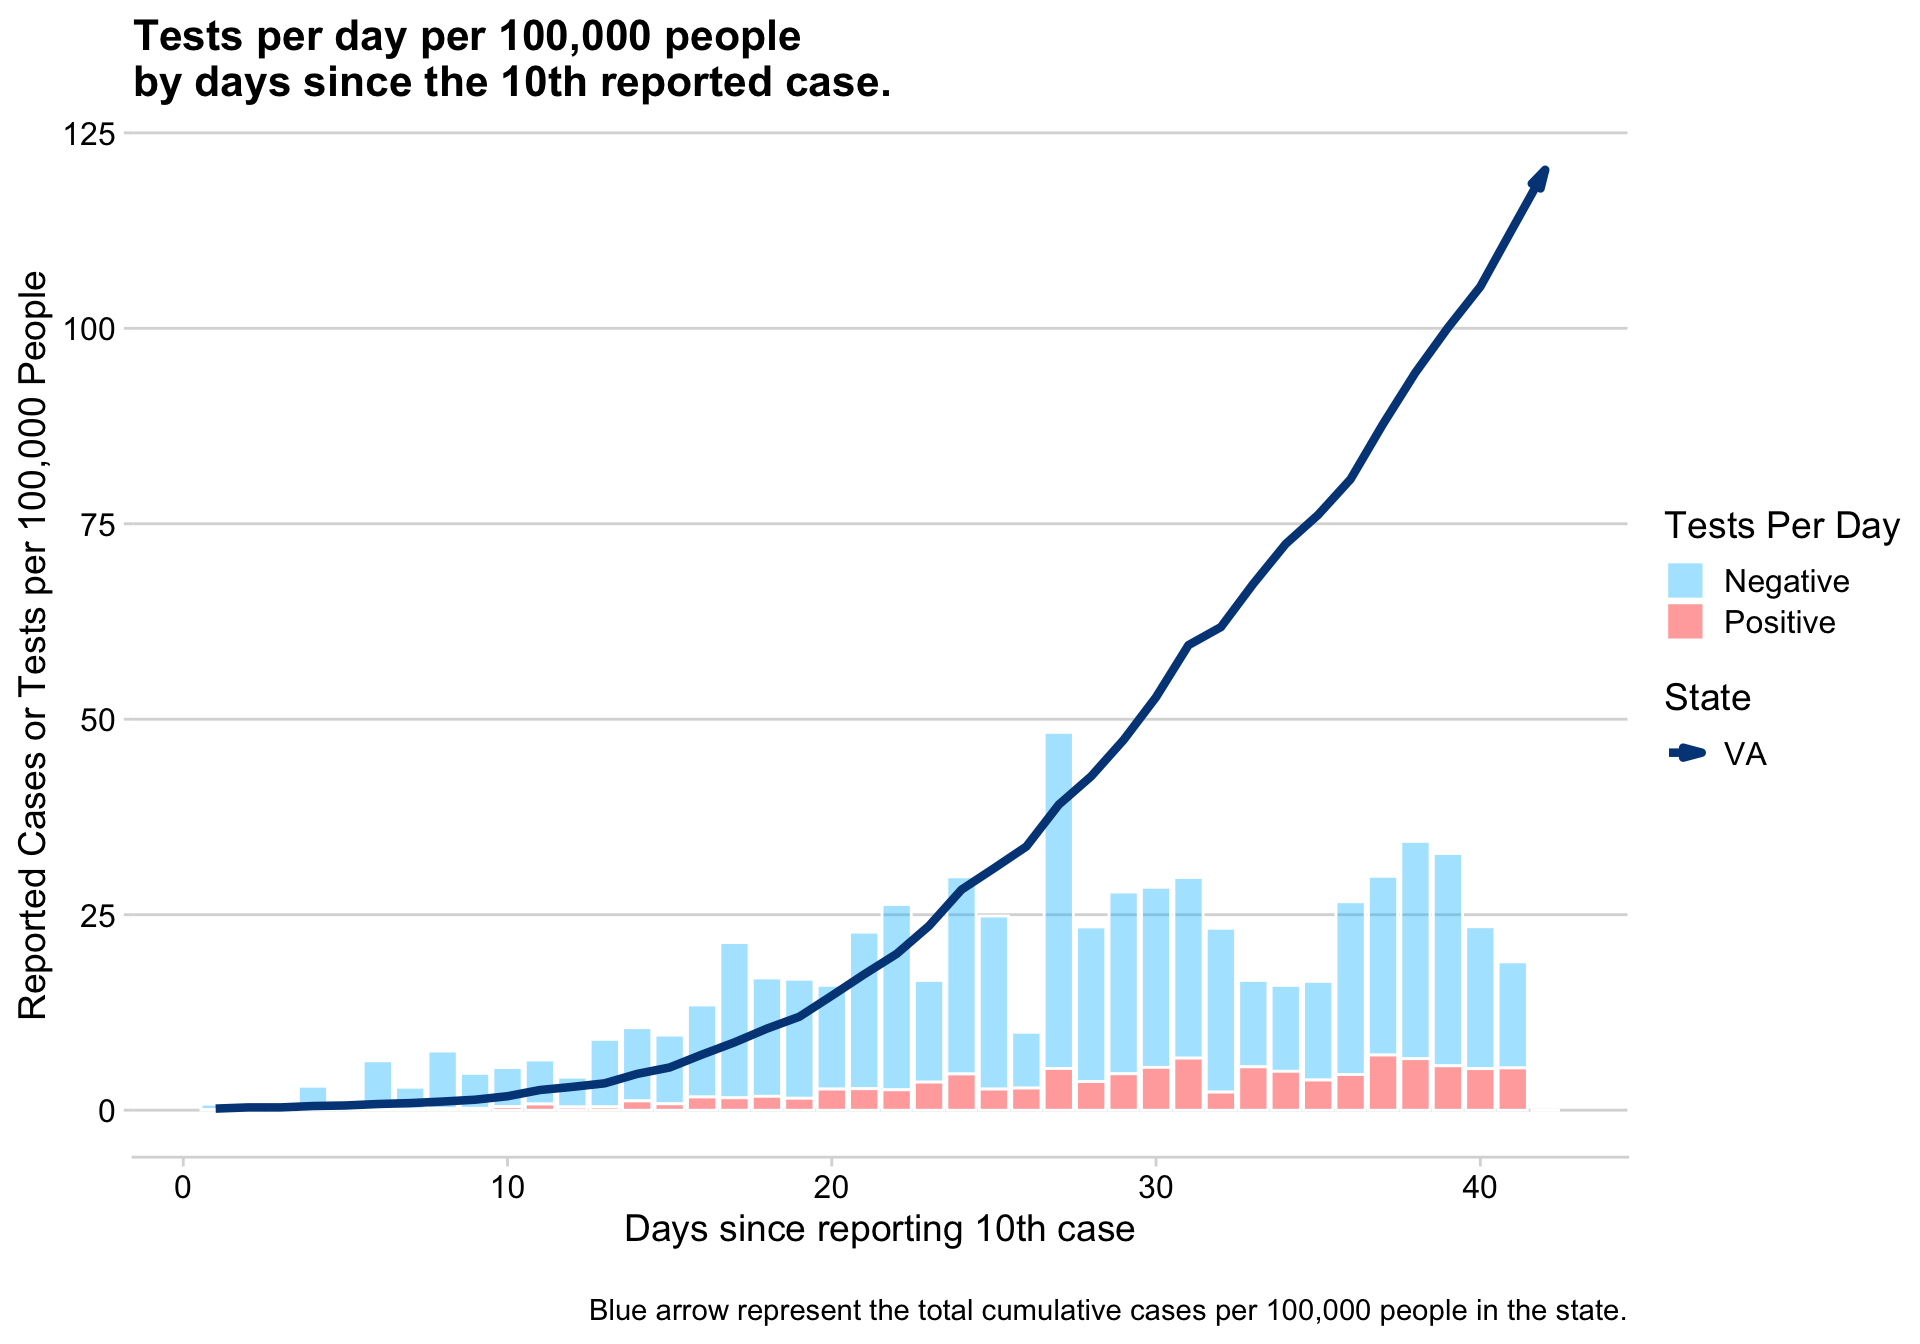 Tests per day per 100,000 people
by days since the 10th reported case.
125
100
75
50
25
0
Reported Cases or Tests per 100,000 People
0
10
20
30
40
Days since reporting 10th case
Tests Per Day
Negative
Positive
State
VA
Blue arrow represent the total cumulative cases per 100,000 people in the state.